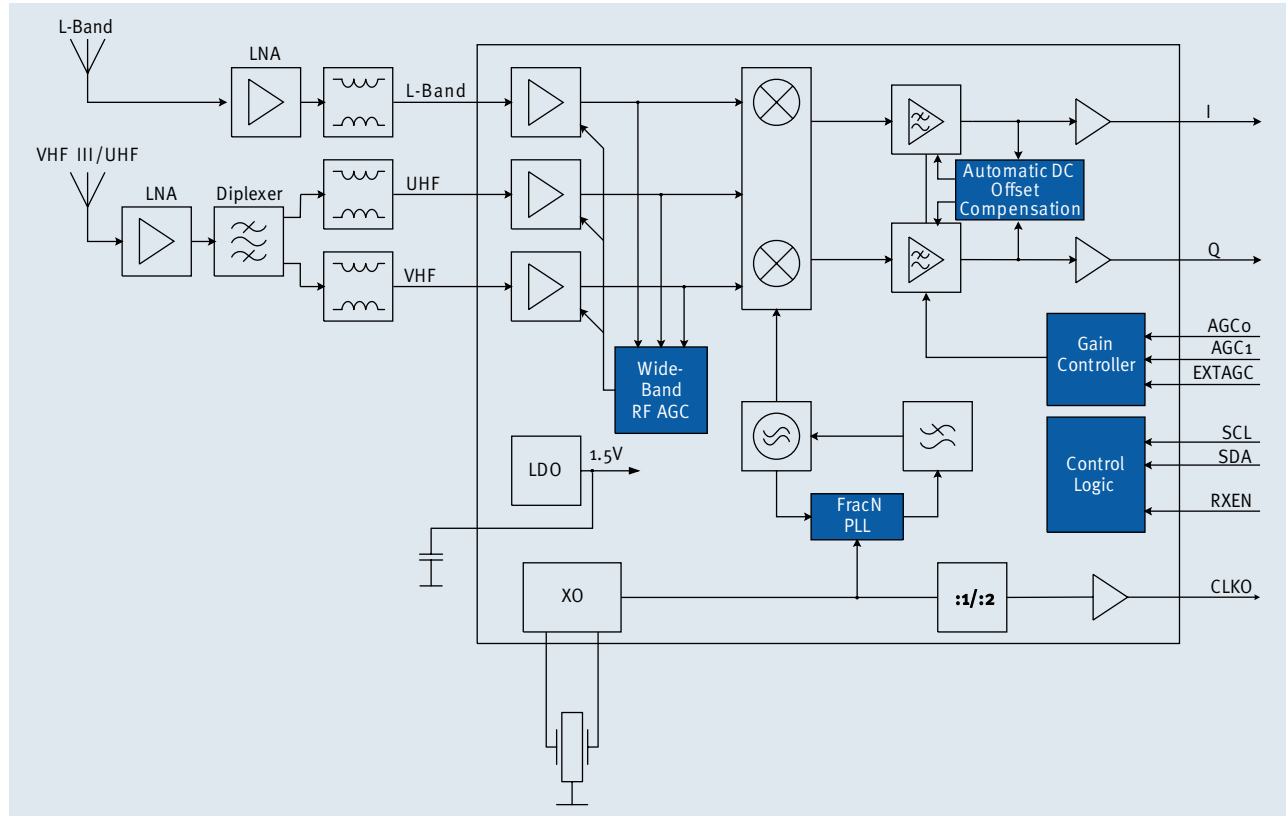 L-Band
LNA
L-Band
VHF III/UHF
LNA
Diplexer
UHF
VHF
Wide-
Band
RF AGC
Automatic DC
Offset
Compensation
I
Q
Gain
Controller
AGC0
AGC1
EXTAGC
Control
Logic
SCL
SDA
RXEN
LDO
1.5V
FracN
PLL
XO
:1/:2
CLKO